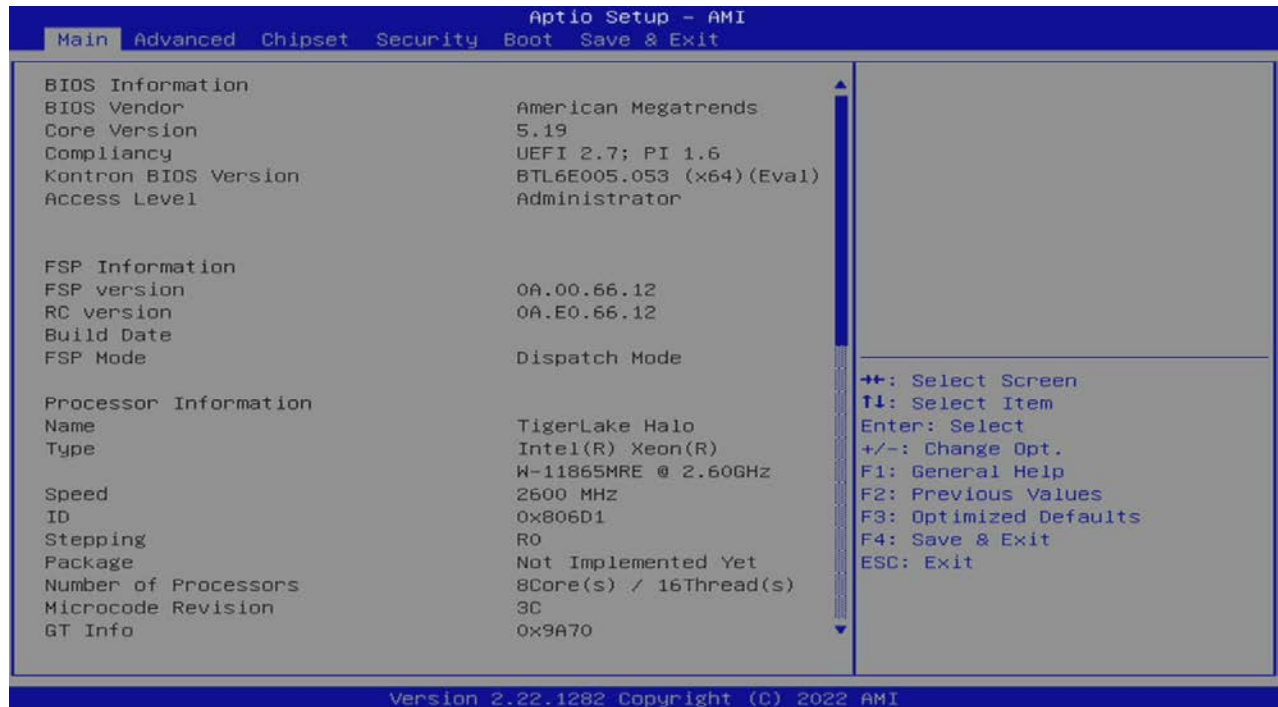 Aptio Setup – AMI
Main Advanced Chipset Security Boot Save & Exit
BIOS Information
BIOS Vendor American Megatrends
Core Version 5.19
Compliancy UEFI 2.7; PI 1.6
Kontron BIOS Version BTL6E005.053 (x64)(Eval)
Access Level Administrator
FSP Information
FSP version 0A.00.66.12
RC version 0A.E0.66.12
Build Date
FSP Mode Dispatch Mode
Processor Information
Name TigerLake Halo
Type Intel(R) Xeon(R)
W-11865MRE @ 2.60GHz
Speed 2600 MHz
ID 0x806D1
Stepping R0
Package Not Implemented Yet
Number of Processors 8Core(s) / 16Thread(s)
Microcode Revision 3C
GT Info 0x9A70
→←: Select Screen
↑↓: Select Item
Enter: Select
+/-: Change Opt.
F1: General Help
F2: Previous Values
F3: Optimized Defaults
F4: Save & Exit
ESC: Exit
Version 2.22.1282 Copyright (C) 2022 AMI